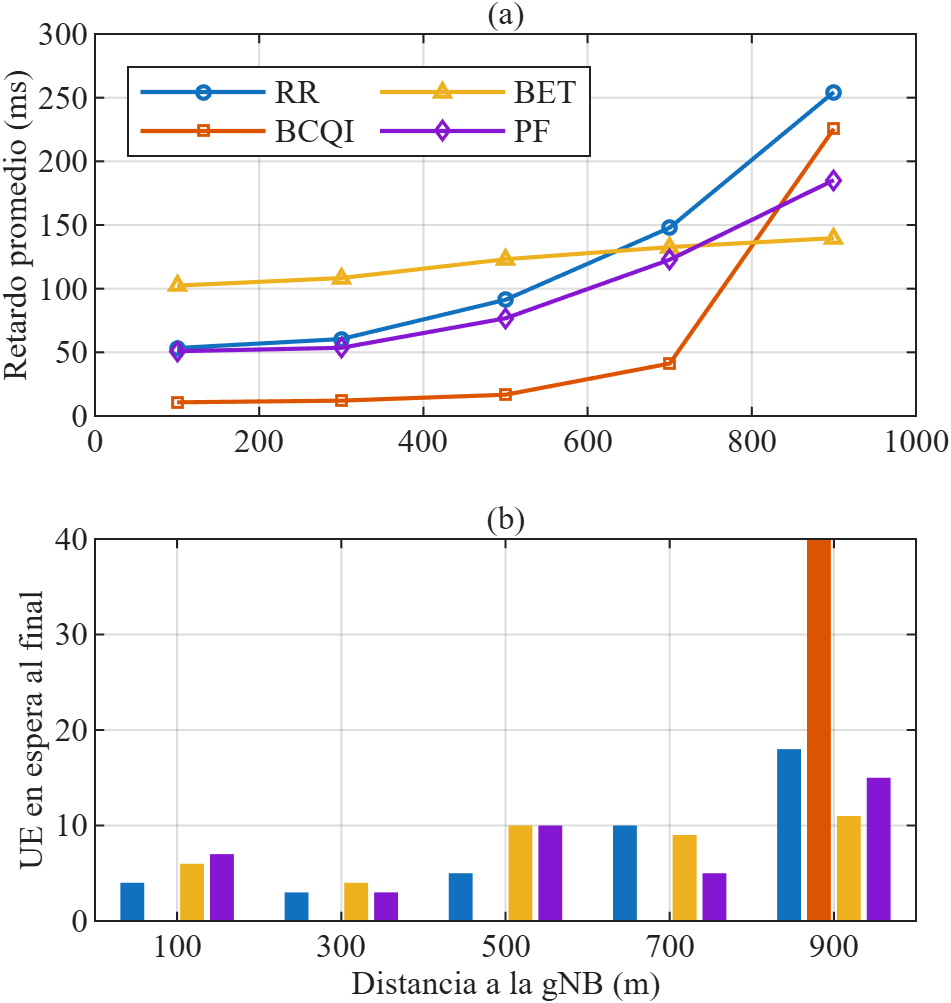 (a)
Retardo promedio (ms)
300
250
200
150
100
50
0
RR BET
BCQI PF
0 200 400 600 800 1000
(b)
UE en espera al final
40
30
20
10
0
100 300 500 700 900
Distancia a la gNB (m)